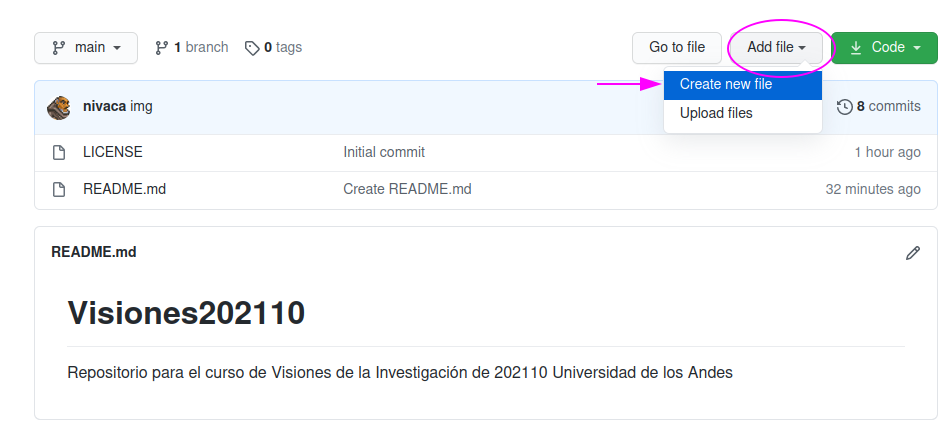 main 1 branch 0 tags Go to file Add file Code
Create new file
Upload files
nivaca img 8 commits
LICENSE Initial commit 1 hour ago
README.md Create README.md 32 minutes ago
README.md
Visiones202110
Repositorio para el curso de Visiones de la Investigación de 202110 Universidad de los Andes